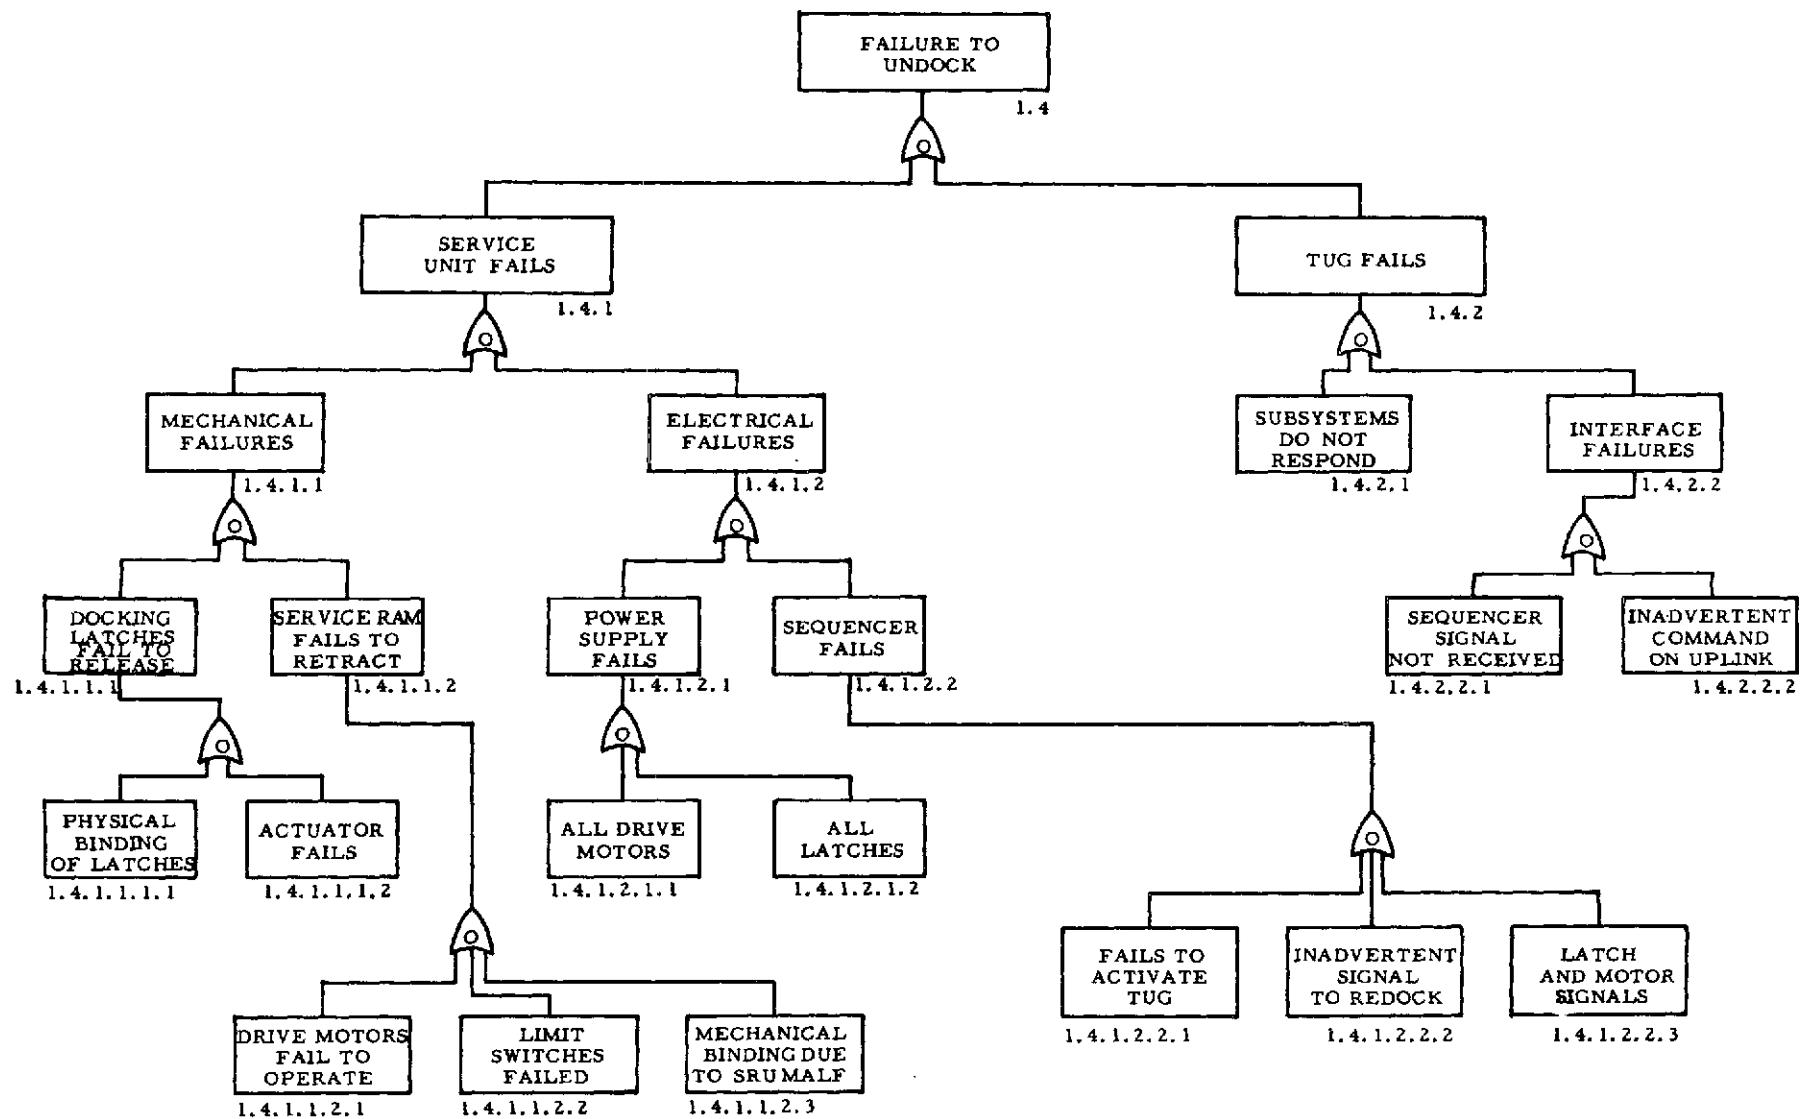 FAILURE TO
UNDOCK
1.4
SERVICE
UNIT FAILS
1.4.1
TUG FAILS
1.4.2
MECHANICAL
FAILURES
1.4.1.1
ELECTRICAL
FAILURES
1.4.1.2
SUBSYSTEMS
DO NOT
RESPOND
1.4.2.1
INTERFACE
FAILURES
1.4.2.2
DOCKING
LATCHES
FAIL TO
RELEASE
1.4.1.1.1
SERVICE RAM
FAILS TO
RETRACT
1.4.1.1.2
POWER
SUPPLY
FAILS
1.4.1.2.1
SEQUENCER
FAILS
1.4.1.2.2
SEQUENCER
SIGNAL
NOT RECEIVED
1.4.2.2.1
INADVERTENT
COMMAND
ON UPLINK
1.4.2.2.2
PHYSICAL
BINDING
OF LATCHES
1.4.1.1.1.1
ACTUATOR
FAILS
1.4.1.1.1.2
ALL DRIVE
MOTORS
1.4.1.2.1.1
ALL
LATCHES
1.4.1.2.1.2
FAILS TO
ACTIVATE
TUG
1.4.1.2.2.1
INADVERTENT
SIGNAL
TO REDOCK
1.4.1.2.2.2
LATCH
AND MOTOR
SIGNALS
1.4.1.2.2.3
DRIVE MOTORS
FAIL TO
OPERATE
1.4.1.1.2.1
LIMIT
SWITCHES
FAILED
1.4.1.1.2.2
MECHANICAL
BINDING DUE
TO SRU MALF
1.4.1.1.2.3